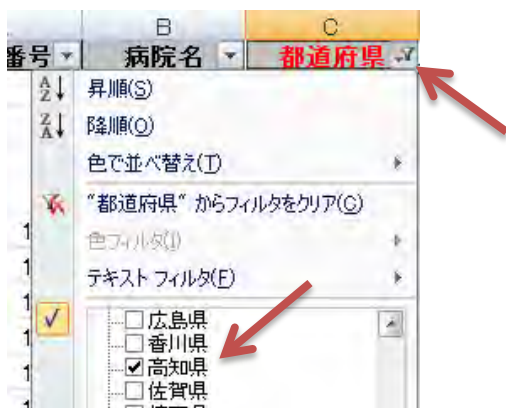 B C
番号 病院名 都道府県
昇順(S)
降順(O)
色で並べ替え(T)
"都道府県" からフィルタをクリア(C)
色フィルタ(I)
テキスト フィルタ(F)
広島県
香川県
高知県
佐賀県